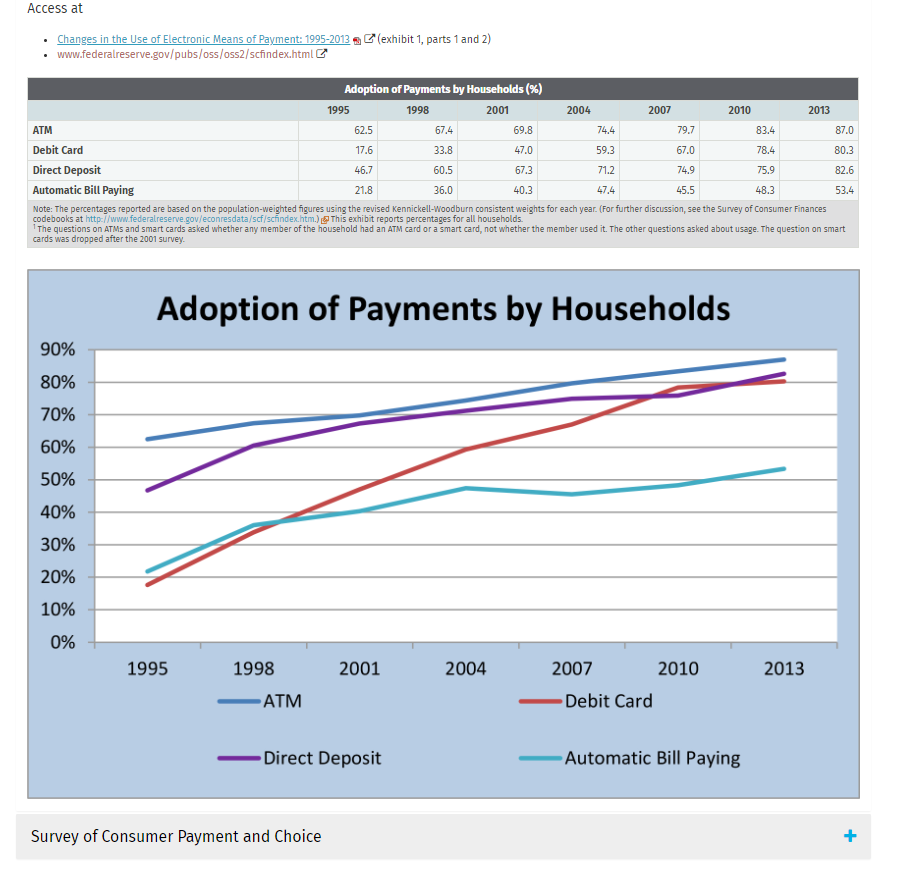 Access at
• Changes in the Use of Electronic Means of Payment: 1995-2013 (exhibit 1, parts 1 and 2)
• www.federalreserve.gov/pubs/oss/oss2/scfindex.html
Adoption of Payments by Households (%)
1995 1998 2001 2004 2007 2010 2013
ATM 62.5 67.4 69.8 74.4 79.7 83.4 87.0
Debit Card 17.6 33.8 47.0 59.3 67.0 78.4 80.3
Direct Deposit 46.7 60.5 67.3 71.2 74.9 75.9 82.6
Automatic Bill Paying 21.8 36.0 40.3 47.4 45.5 48.3 53.4
Note: The percentages reported are based on the population-weighted figures using the revised Kennickell-Woodburn consistent weights for each year. (For further discussion, see the Survey of Consumer Finances
codebooks at http://www.federalreserve.gov/econresdata/scf/scfindex.htm.) This exhibit reports percentages for all households.
¹ The questions on ATMs and smart cards asked whether any member of the household had an ATM card or a smart card, not whether the member used it. The other questions asked about usage. The question on smart
cards was dropped after the 2001 survey.
Adoption of Payments by Households
90%
80%
70%
60%
50%
40%
30%
20%
10%
0%
1995 1998 2001 2004 2007 2010 2013
ATM Debit Card
Direct Deposit Automatic Bill Paying
Survey of Consumer Payment and Choice +